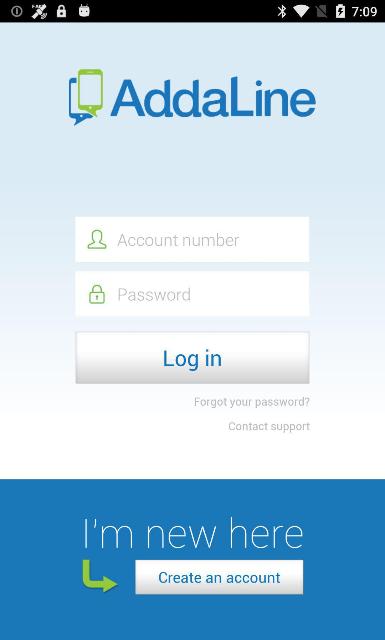 7:09
AddaLine
Account number
Password
Log in
Forgot your password?
Contact support
I'm new here
Create an account